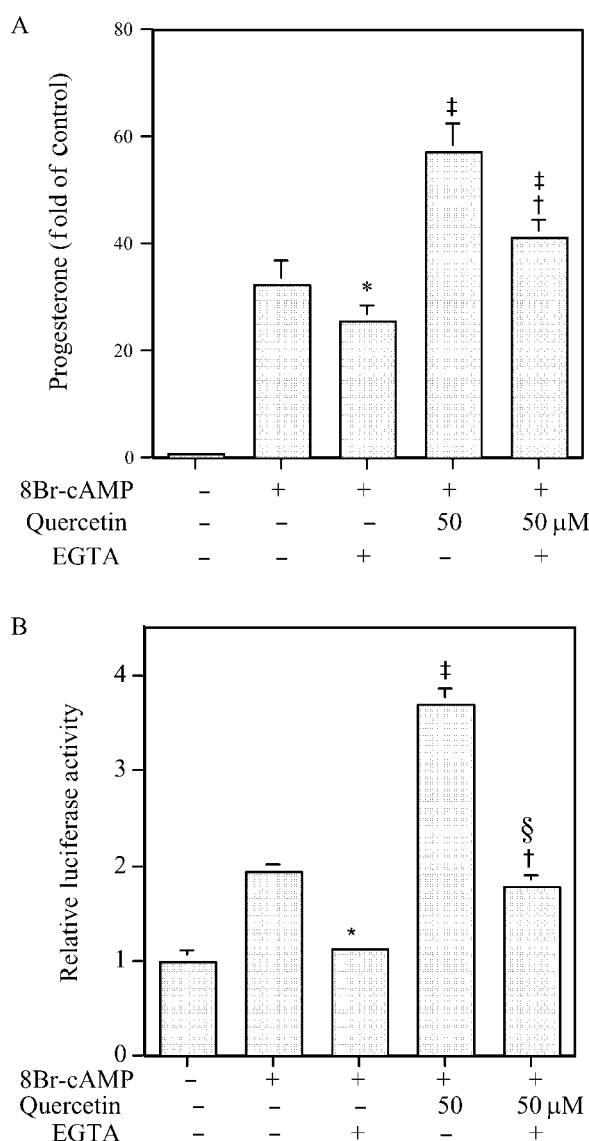 A
80
60
40
20
0
Progesterone (fold of control)
‡
‡
†
*
8Br-cAMP – + + + +
Quercetin – – – 50 50 μM
EGTA – – + – +
B
4
3
2
1
0
Relative luciferase activity
‡
§
†
*
8Br-cAMP – + + + +
Quercetin – – – 50 50 μM
EGTA – – + – +